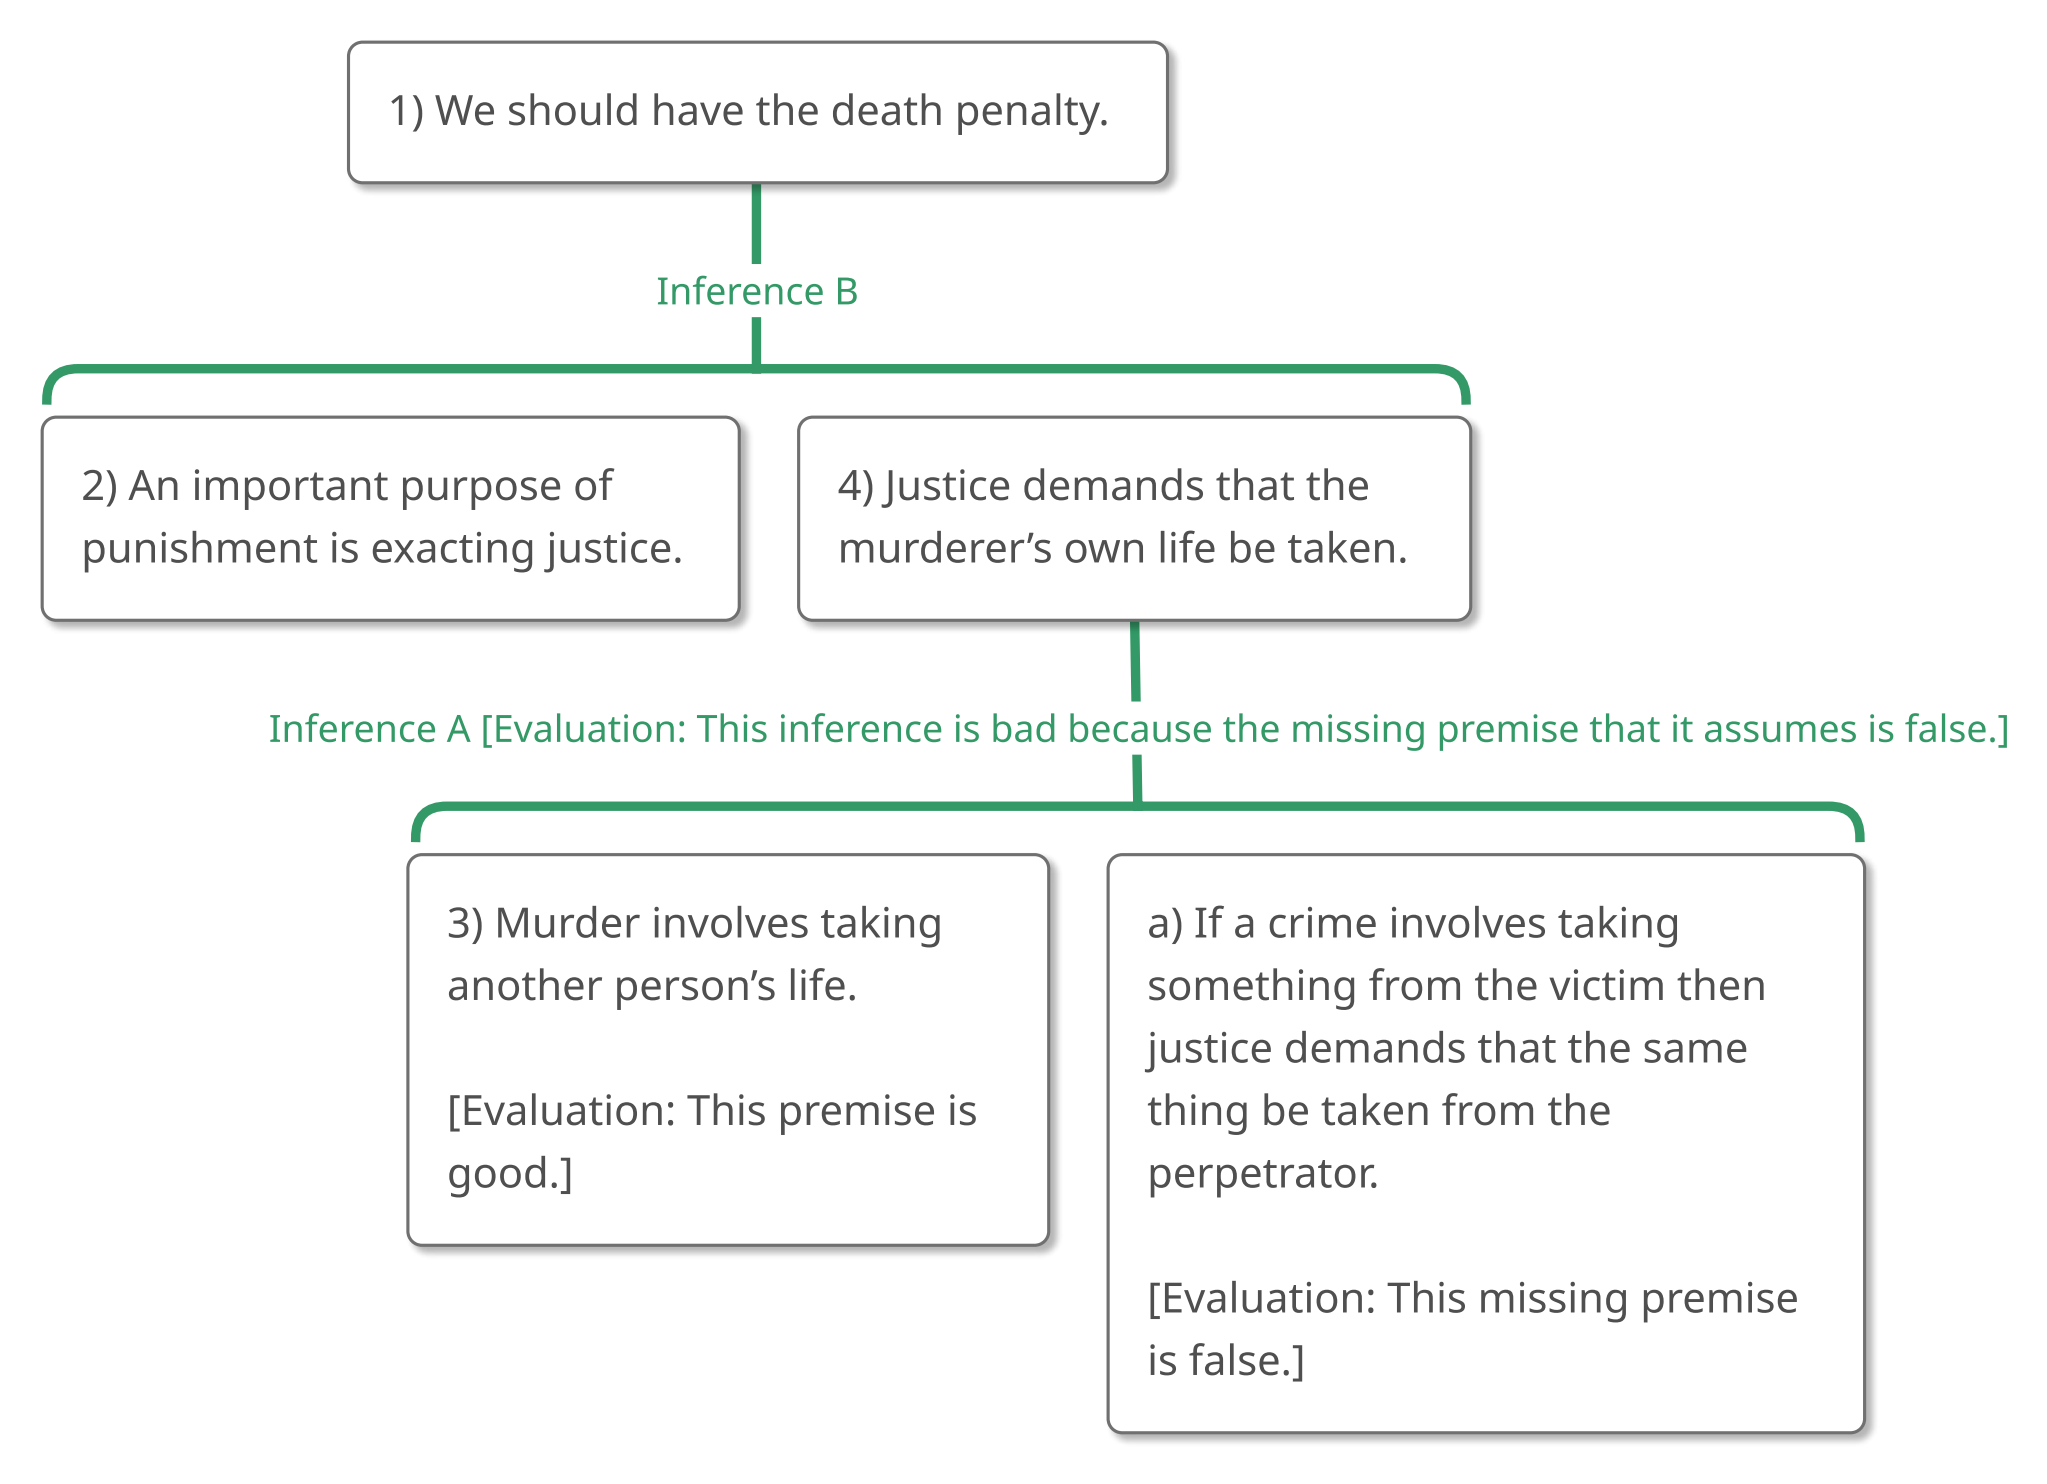 1) We should have the death penalty.
Inference B
2) An important purpose of
punishment is exacting justice.
4) Justice demands that the
murderer’s own life be taken.
Inference A [Evaluation: This inference is bad because the missing premise that it assumes is false.]
3) Murder involves taking
another person’s life.
[Evaluation: This premise is
good.]
a) If a crime involves taking
something from the victim then
justice demands that the same
thing be taken from the
perpetrator.
[Evaluation: This missing premise
is false.]